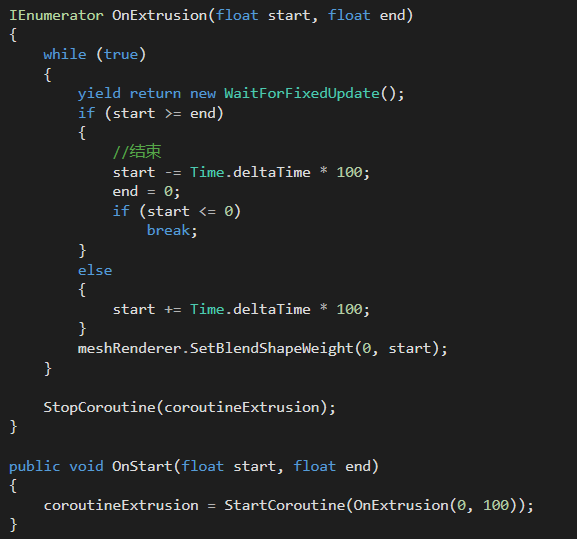 IEnumerator OnExtrusion(float start, float end)
{
    while (true)
    {
        yield return new WaitForFixedUpdate();
        if (start >= end)
        {
            //结束
            start -= Time.deltaTime * 100;
            end = 0;
            if (start <= 0)
                break;
        }
        else
        {
            start += Time.deltaTime * 100;
        }
        meshRenderer.SetBlendShapeWeight(0, start);
    }

    StopCoroutine(coroutineExtrusion);
}

public void OnStart(float start, float end)
{
    coroutineExtrusion = StartCoroutine(OnExtrusion(0, 100));
}